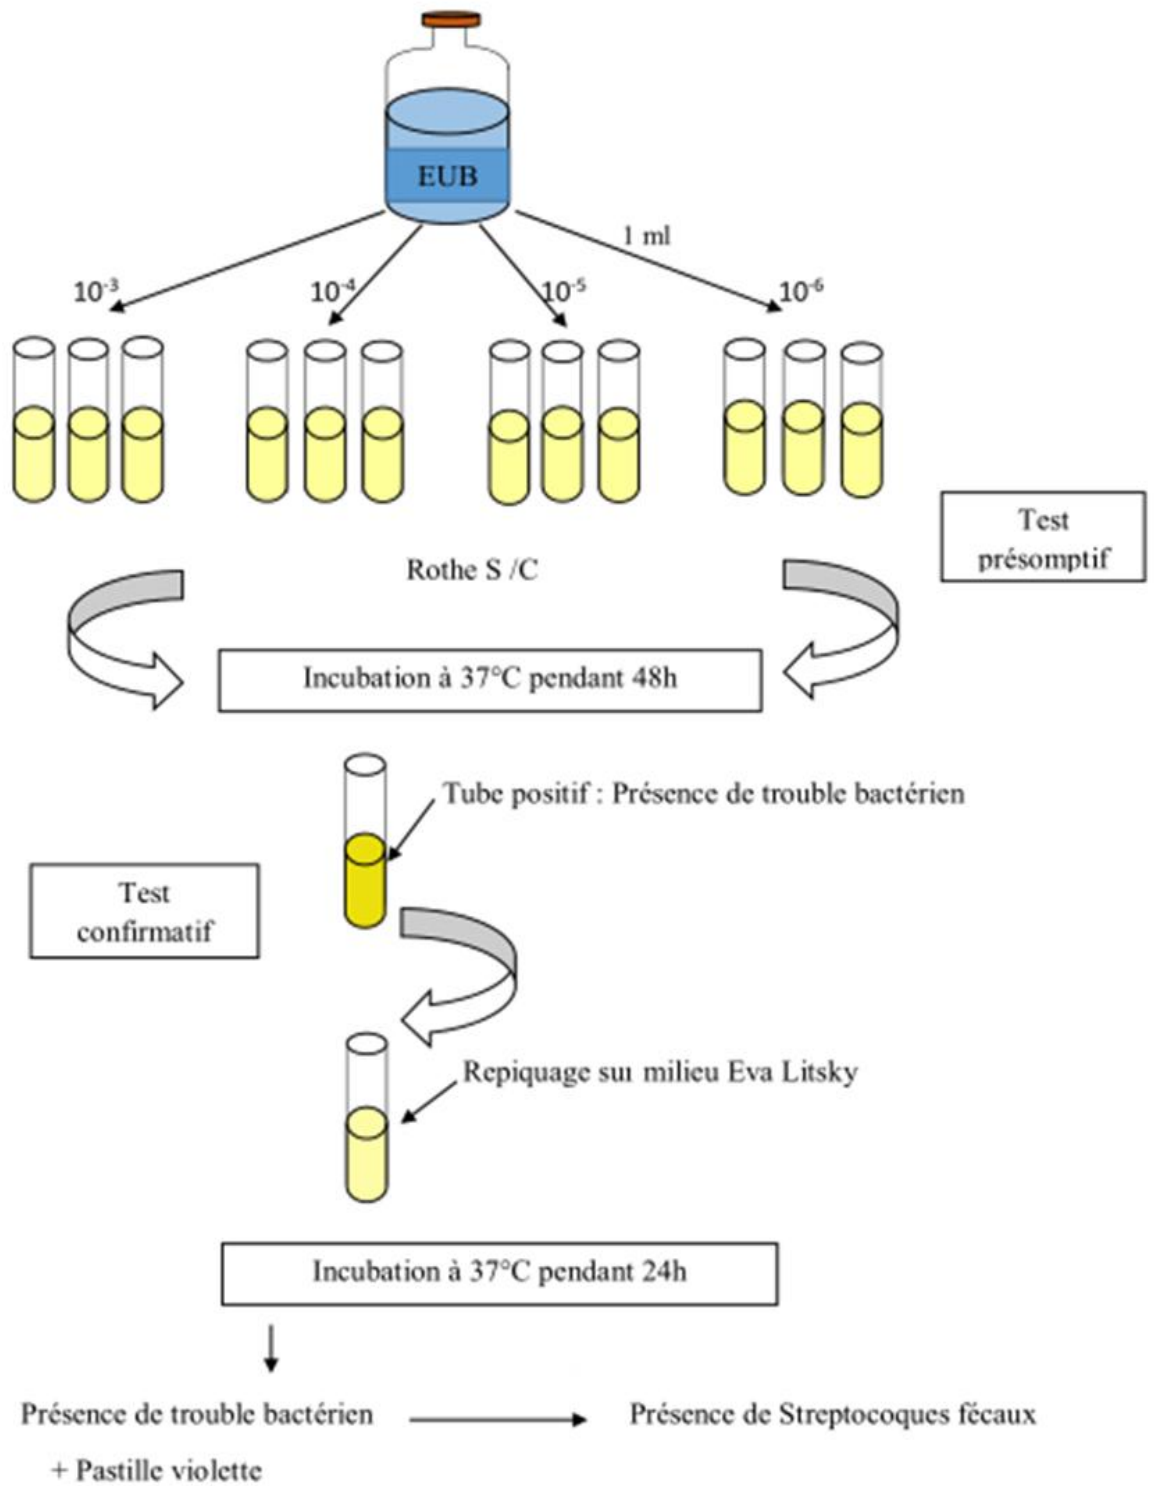 EUB
1 ml
10-3
10-4
10-5
10-6
Test
présomptif
Rothe S /C
Incubation à 37°C pendant 48h
Tube positif : Présence de trouble bactérien
Test
confirmatif
Repiquage sur milieu Eva Litsky
Incubation à 37°C pendant 24h
Présence de trouble bactérien
Présence de Streptocoques fécaux
+ Pastille violette